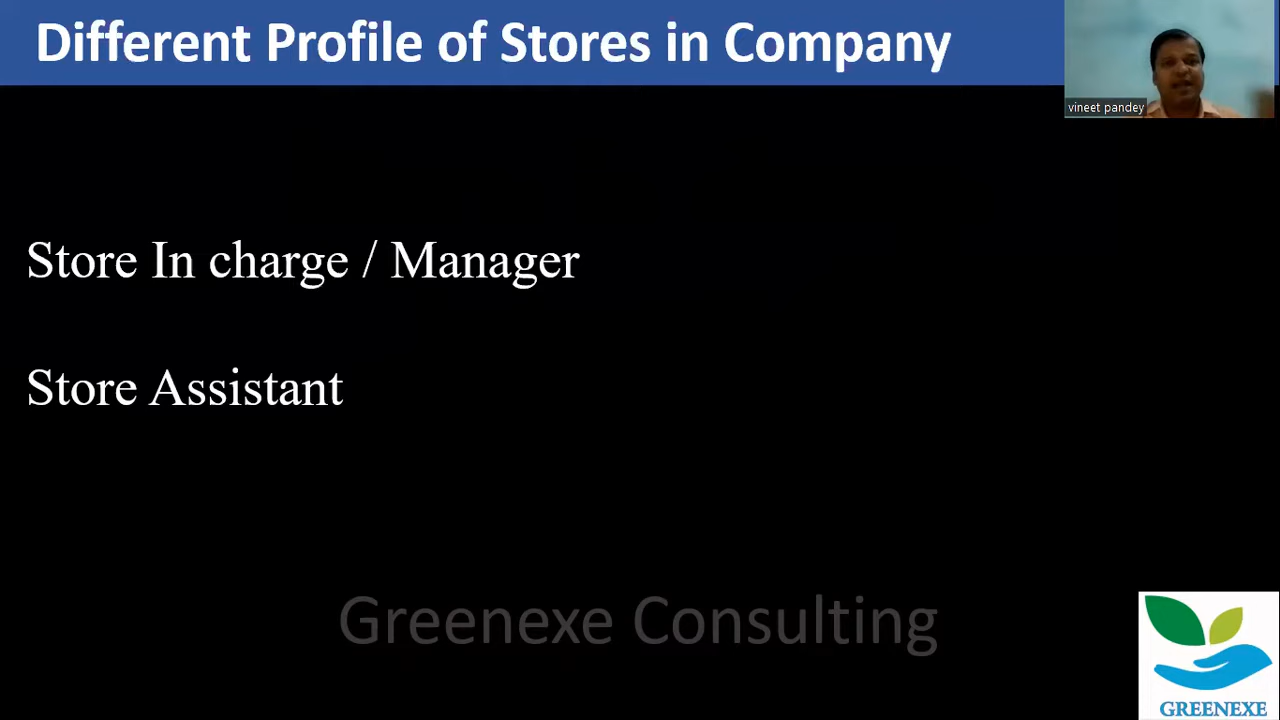 Different Profile of Stores in Company
vineet pandey
Store In charge / Manager
Store Assistant
Greenexe Consulting
GREENEXE